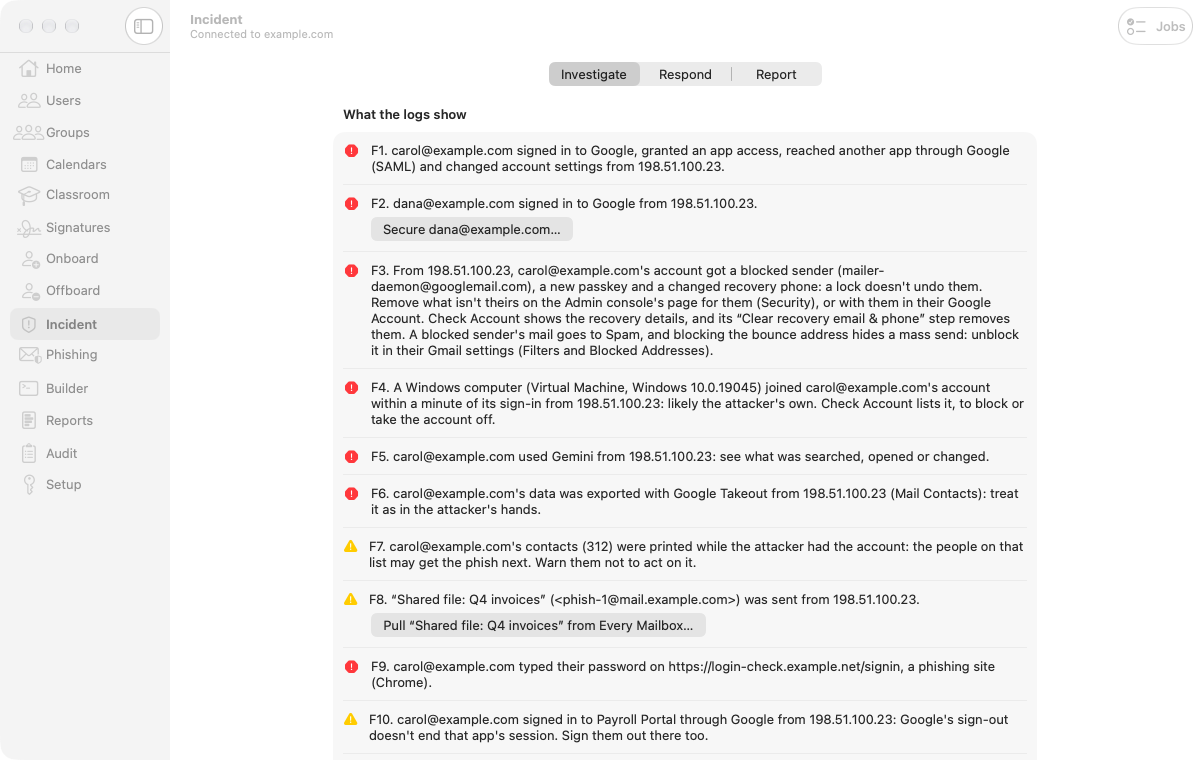 Incident
Connected to example.com
Jobs
Home
Users
Groups
Calendars
Classroom
Signatures
Onboard
Offboard
Incident
Phishing
Builder
Reports
Audit
Setup
Investigate
Respond
Report
What the logs show
F1. carol@example.com signed in to Google, granted an app access, reached another app through Google
(SAML) and changed account settings from 198.51.100.23.
F2. dana@example.com signed in to Google from 198.51.100.23.
Secure dana@example.com...
F3. From 198.51.100.23, carol@example.com's account got a blocked sender (mailer-
daemon@googlemail.com), a new passkey and a changed recovery phone: a lock doesn't undo them.
Remove what isn't theirs on the Admin console's page for them (Security), or with them in their Google
Account. Check Account shows the recovery details, and its “Clear recovery email & phone” step removes
them. A blocked sender's mail goes to Spam, and blocking the bounce address hides a mass send: unblock
it in their Gmail settings (Filters and Blocked Addresses).
F4. A Windows computer (Virtual Machine, Windows 10.0.19045) joined carol@example.com's account
within a minute of its sign-in from 198.51.100.23: likely the attacker's own. Check Account lists it, to block or
take the account off.
F5. carol@example.com used Gemini from 198.51.100.23: see what was searched, opened or changed.
F6. carol@example.com's data was exported with Google Takeout from 198.51.100.23 (Mail Contacts): treat
it as in the attacker's hands.
F7. carol@example.com's contacts (312) were printed while the attacker had the account: the people on that
list may get the phish next. Warn them not to act on it.
F8. “Shared file: Q4 invoices” (<phish-1@mail.example.com>) was sent from 198.51.100.23.
Pull “Shared file: Q4 invoices” from Every Mailbox...
F9. carol@example.com typed their password on https://login-check.example.net/signin, a phishing site
(Chrome).
F10. carol@example.com signed in to Payroll Portal through Google from 198.51.100.23: Google's sign-out
doesn't end that app's session. Sign them out there too.